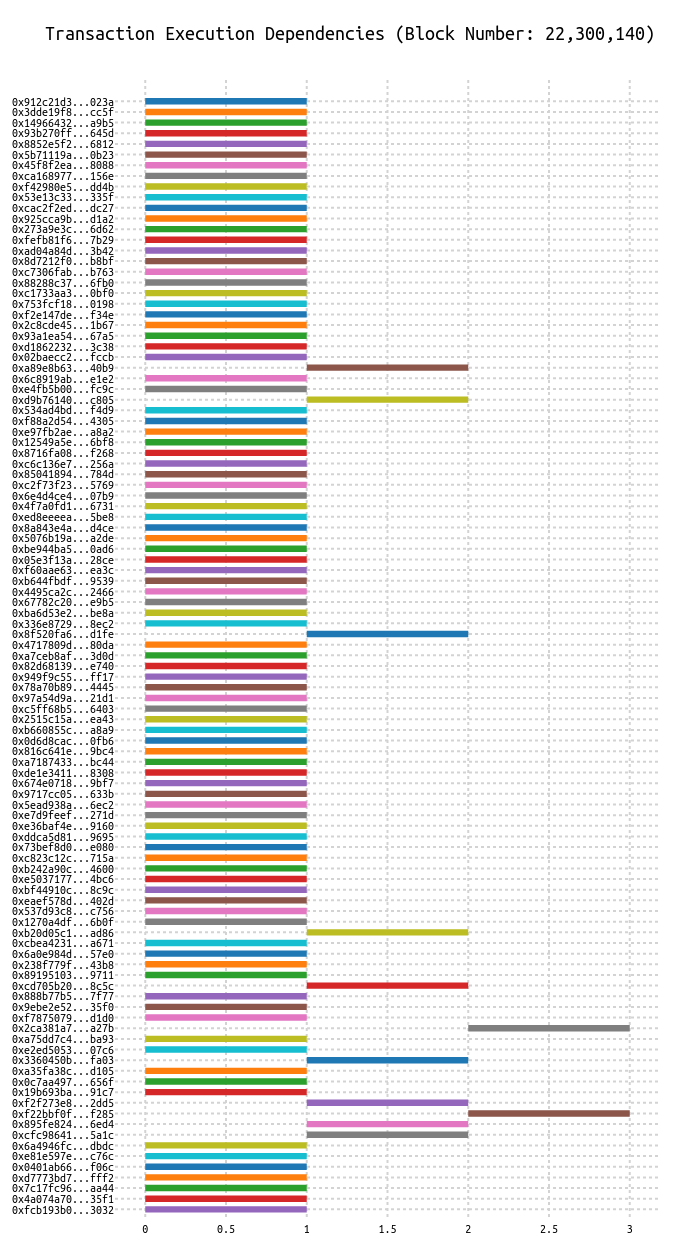 Transaction Execution Dependencies (Block Number: 22,300,140)
0x912c21d3...023a
0x3dde19f8...cc5f
0x14966432...a9b5
0x93b270ff...645d
0x8852e5f2...6812
0x5b71119a...0b23
0x45f8f2ea...8088
0xca168977...156e
0xf42980e5...dd4b
0x53e13c33...335f
0xcac2f2ed...dc27
0x925cca9b...d1a2
0x273a9e3c...6d62
0xfefb81f6...7b29
0xad04a84d...3b42
0x8d7212f0...b8bf
0xc7306fab...b763
0x88288c37...6fb0
0xc1733aa3...0bf0
0x753fcf18...0198
0xf2e147de...f34e
0x2c8cde45...1b67
0x93a1ea54...67a5
0xd1862232...3c38
0x02baecc2...fccb
0xa89e8b63...40b9
0x6c8919ab...e1e2
0xe4fb5b00...fc9c
0xd9b76140...c805
0x534ad4bd...f4d9
0xf88a2d54...4305
0xe97fb2ae...a8a2
0x12549a5e...6bf8
0x8716fa08...f268
0xc6c136e7...256a
0x85041894...784d
0xc2f73f23...5769
0x6e4d4ce4...07b9
0x4f7a0fd1...6731
0xed8eeeea...5be8
0x8a843e4a...d4ce
0x5076b19a...a2de
0xbe944ba5...0ad6
0x05e3f13a...28ce
0xf60aae63...ea3c
0xb644fbdf...9539
0x4495ca2c...2466
0x67782c20...e9b5
0xba6d53e2...be8a
0x336e8729...8ec2
0x8f520fa6...d1fe
0x4717809d...80da
0xa7ceb8af...3d0d
0x82d68139...e740
0x949f9c55...ff17
0x78a70b89...4445
0x97a54d9a...21d1
0xc5ff68b5...6403
0x2515c15a...ea43
0xb660855c...a8a9
0x0d6d8cac...0fb6
0x816c641e...9bc4
0xa7187433...bc44
0xde1e3411...8308
0x674e0718...9bf7
0x9717cc05...633b
0x5ead938a...6ec2
0xe7d9feef...271d
0xe36baf4e...9160
0xddca5d81...9695
0x73bef8d0...e080
0xc823c12c...715a
0xb242a90c...4600
0xe5037177...4bc6
0xbf44910c...8c9c
0xeaef578d...402d
0x537d93c8...c756
0x1270a4df...6b0f
0xb20d05c1...ad86
0xcbea4231...a671
0x6a0e984d...57e0
0x238f779f...43b8
0x89195103...9711
0xcd705b20...8c5c
0x888b77b5...7f77
0x9ebe2e52...35f0
0xf7875079...d1d0
0x2ca381a7...a27b
0xa75dd7c4...ba93
0xe2ed5053...07c6
0x3360450b...fa03
0xa35fa38c...d105
0x0c7aa497...656f
0x19b693ba...91c7
0xf2f273e8...2dd5
0xf22bbf0f...f285
0x895fe824...6ed4
0xcfc98641...5a1c
0x6a4946fc...dbdc
0xe81e597e...c76c
0x0401ab66...f06c
0xd7773bd7...fff2
0x7c17fc96...aa44
0x4a074a70...35f1
0xfcb193b0...3032
0 0.5 1 1.5 2 2.5 3